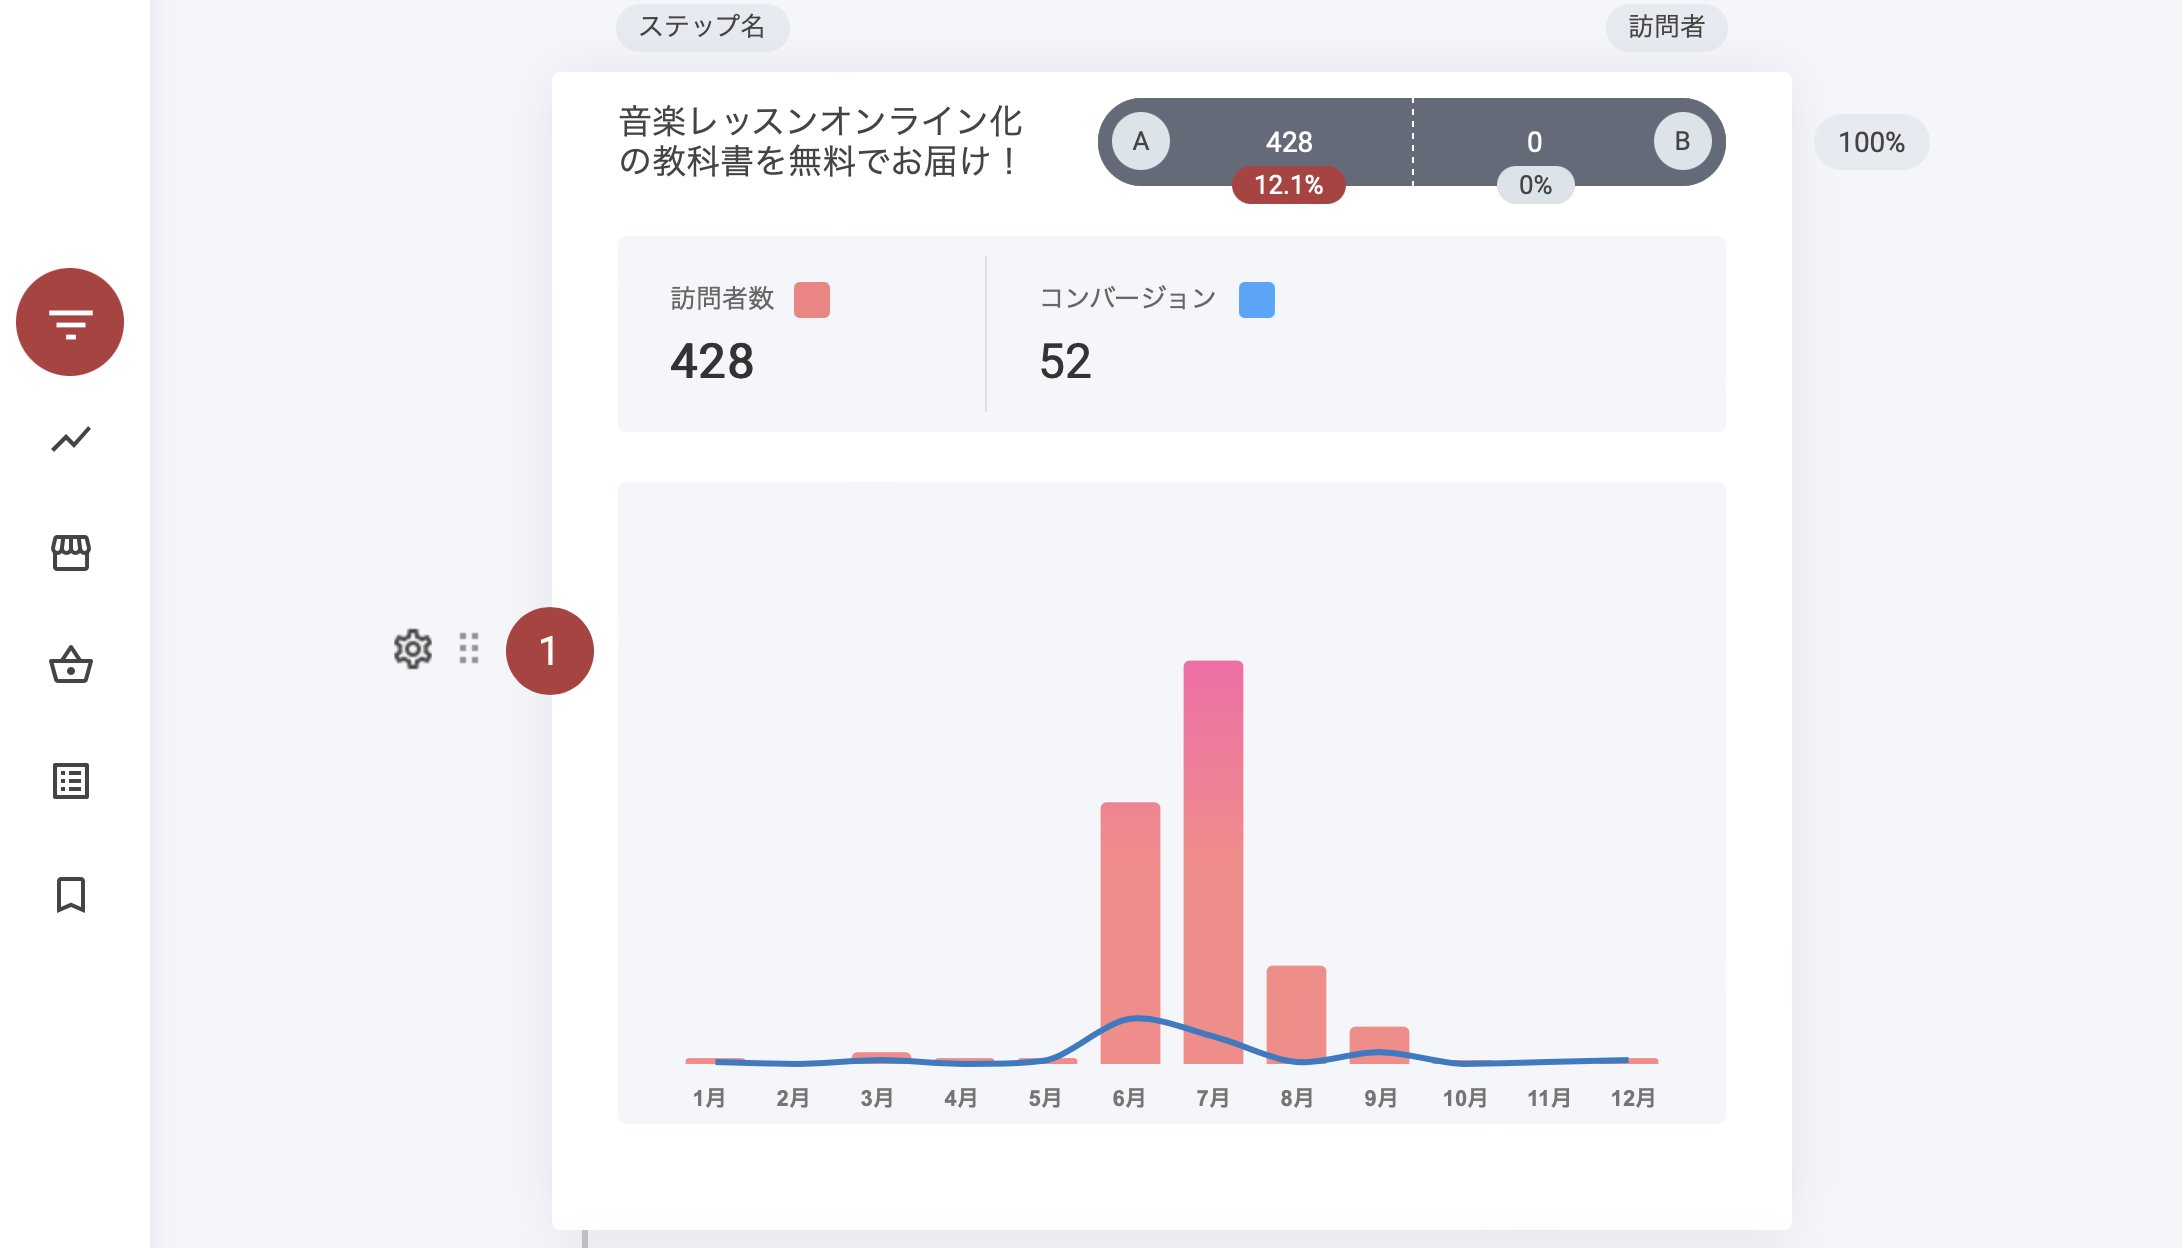 ステップ名
訪問者
音楽レッスンオンライン化
の教科書を無料でお届け！
A
428
0
B
12.1%
0%
100%
訪問者数
コンバージョン
428
52
1
1月
2月
3月
4月
5月
6月
7月
8月
9月
10月
11月
12月